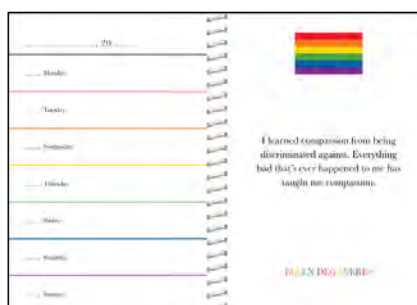 20
Monday
Tuesday
Wednesday
Thursday
Friday
Saturday
Sunday
I learned compassion from being
discriminated against. Everything
bad that's ever happened to me has
taught me compassion.
ELLEN DEGENERES